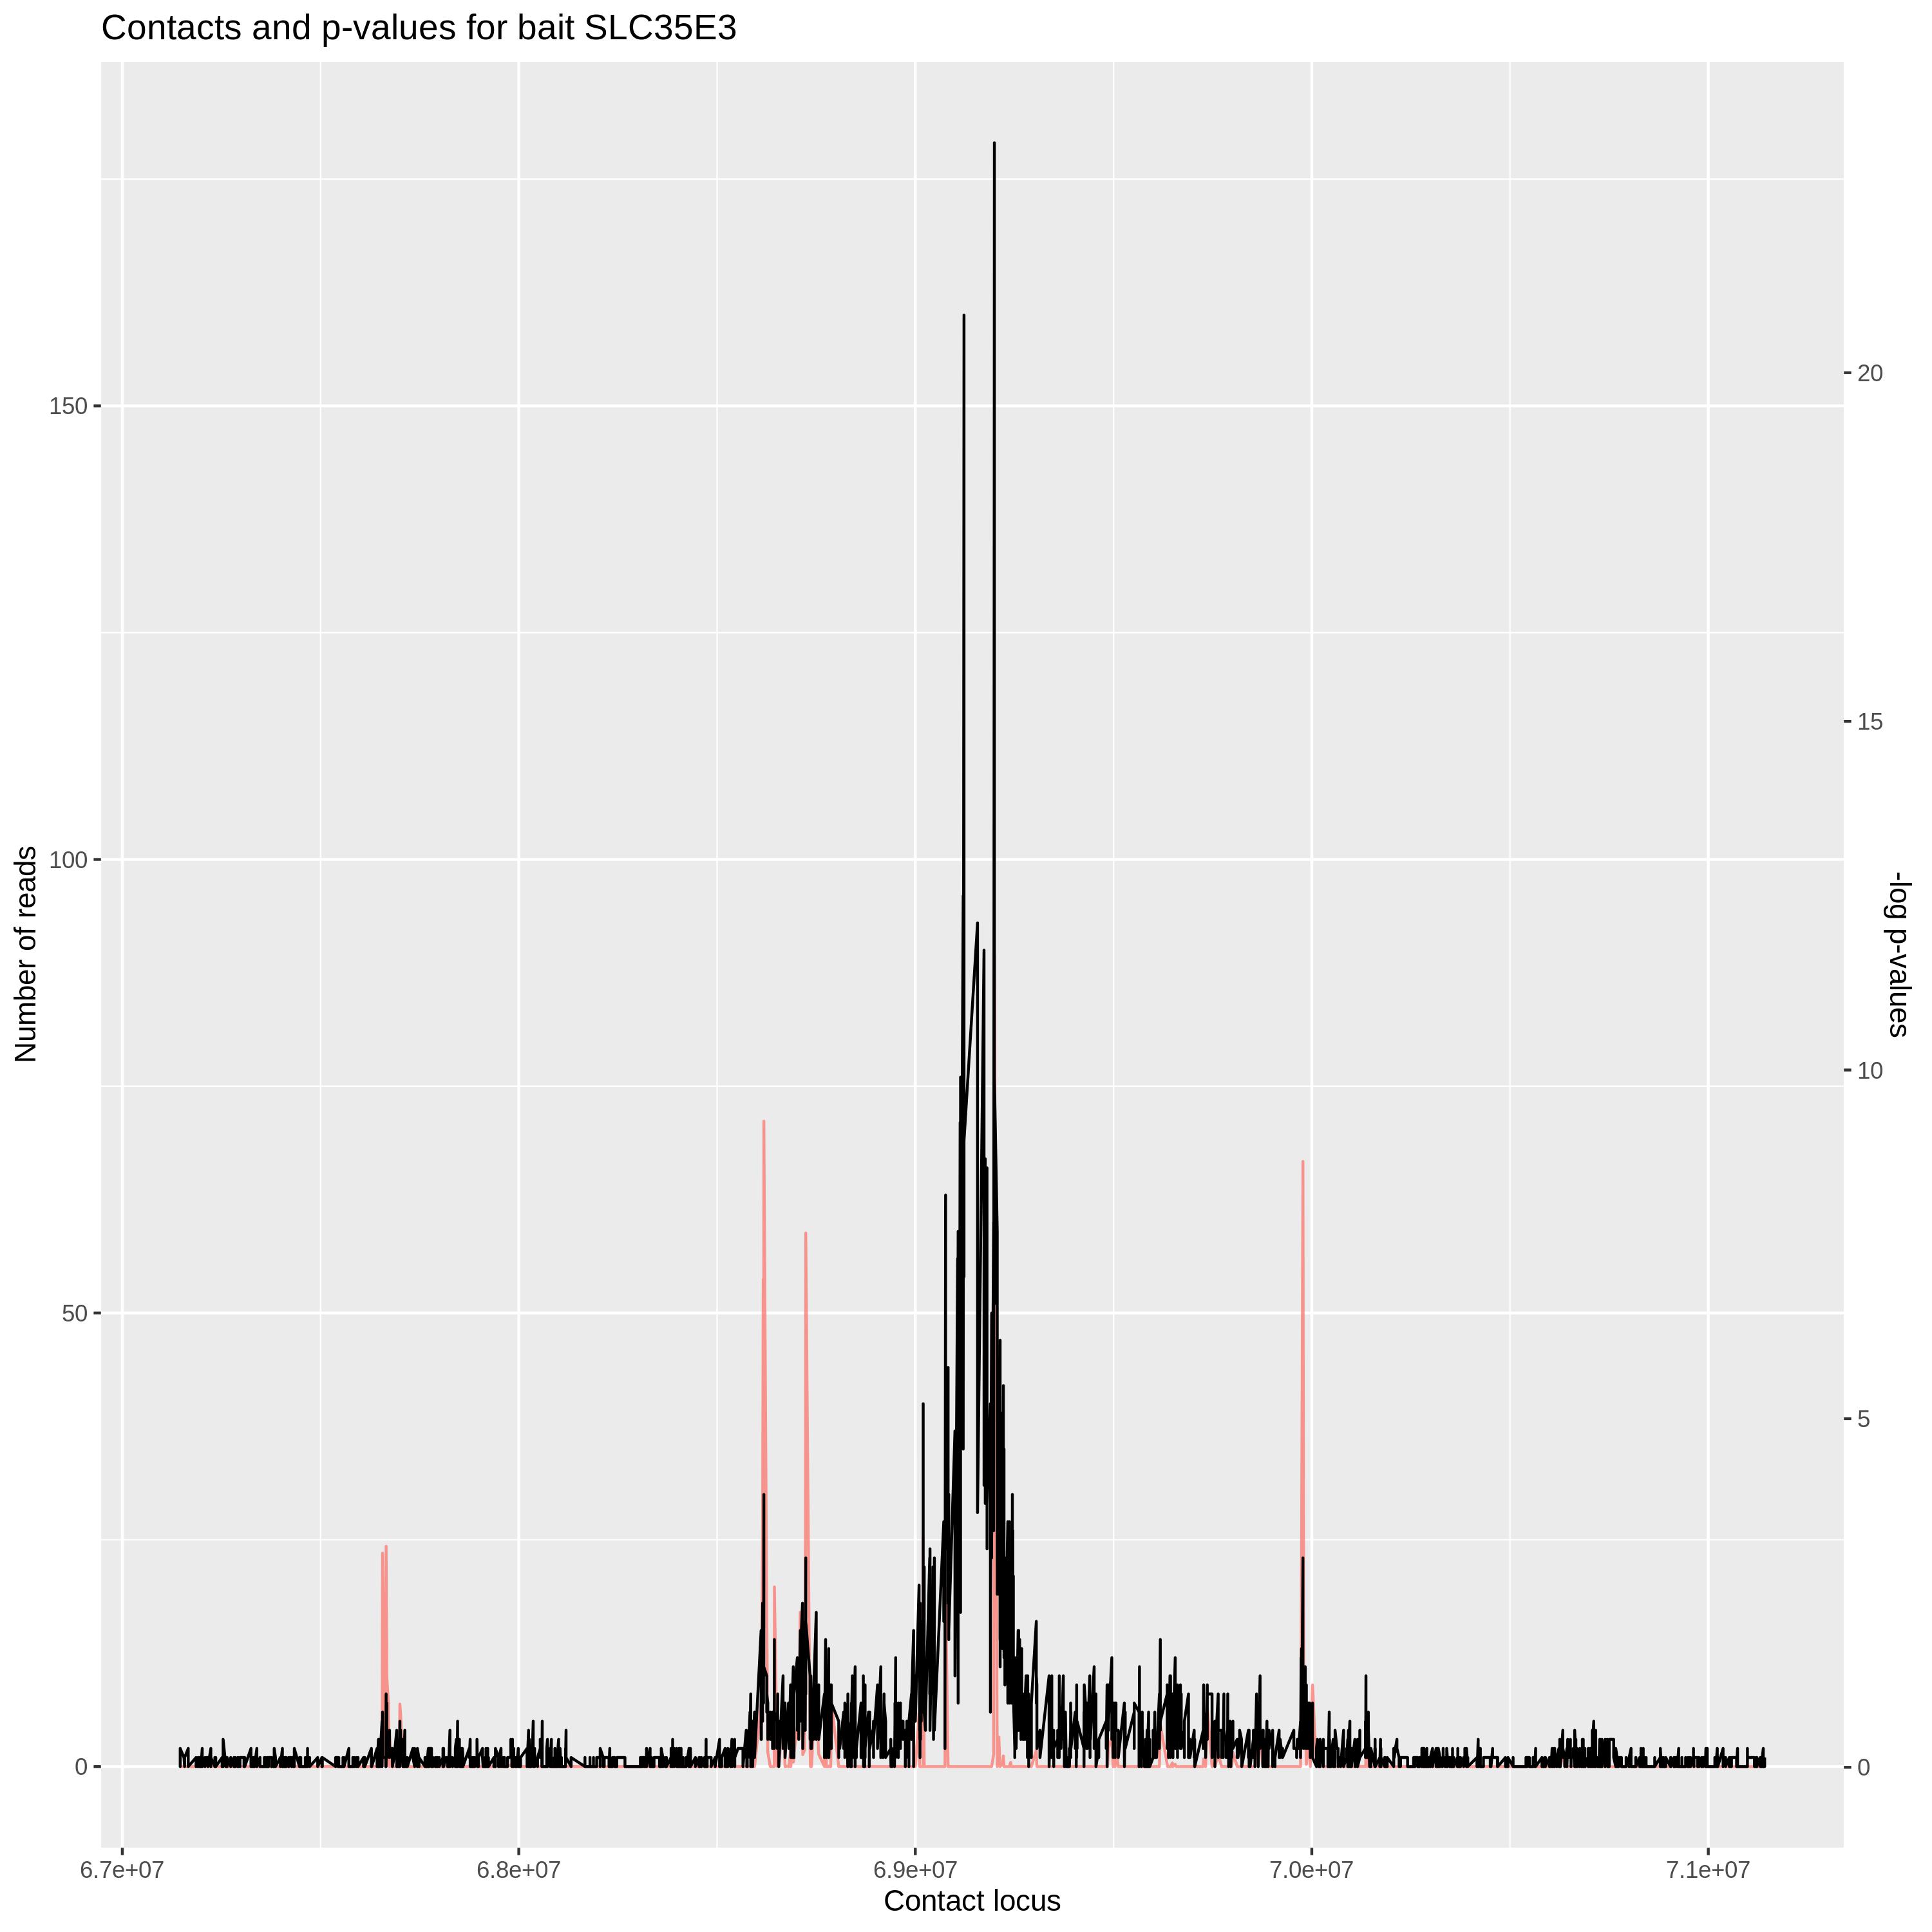 Contacts and p-values for bait SLC35E3
Number of reads
150
100
50
0
20
15
10
5
0
-log p-values
6.7e+07 6.8e+07 6.9e+07 7.0e+07 7.1e+07
Contact locus